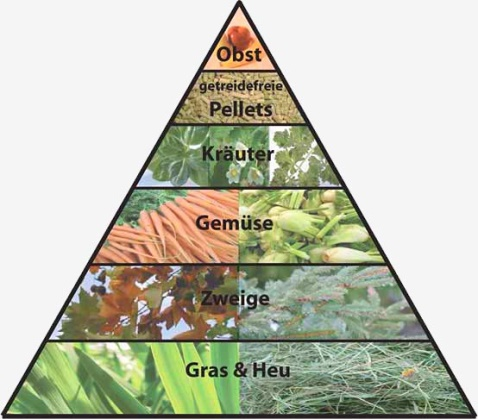 Obst
getreidefreie
Pellets
Kräuter
Gemüse
Zweige
Gras & Heu